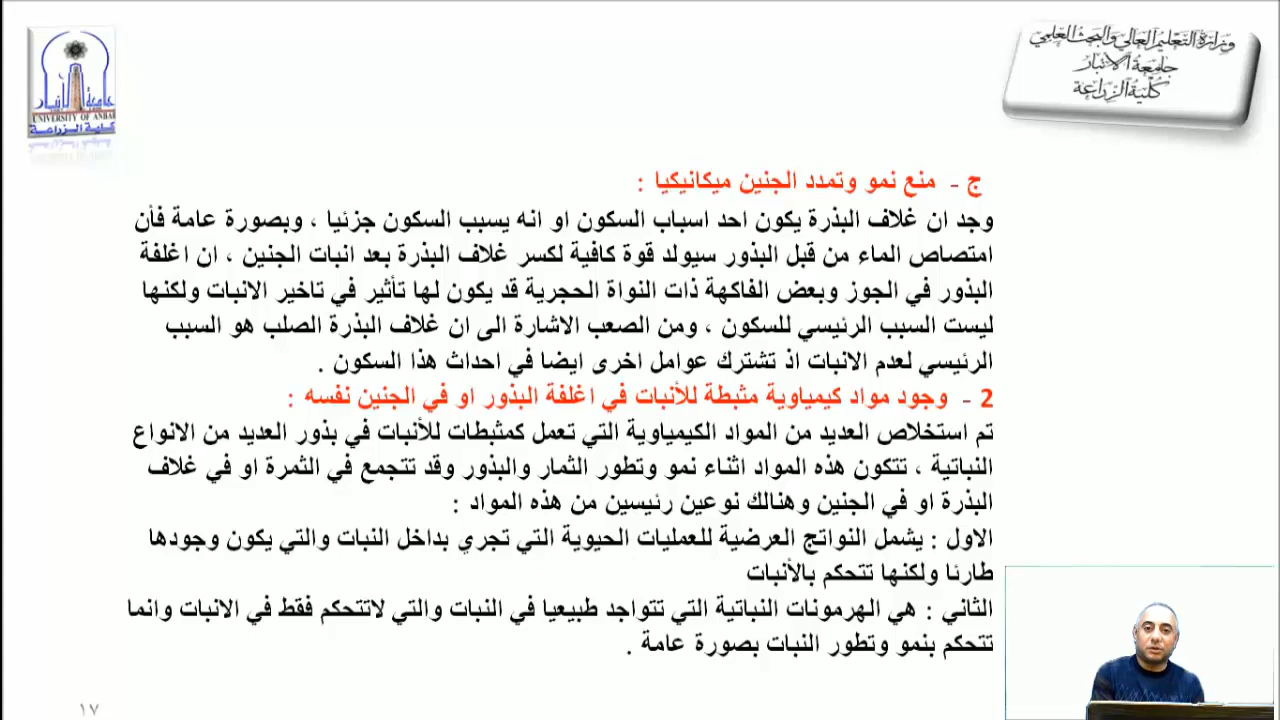 وزارة التعليم العالي والبحث العلمي
جامعة الانبار
كلية الزراعة
جامعة الأنبار
UNIVERSITY OF ANBAR
كلية الزراعة
ج - منع نمو وتمدد الجنين ميكانيكيا :
وجد ان غلاف البذرة يكون احد اسباب السكون او انه يسبب السكون جزئيا ، وبصورة عامة فأن
امتصاص الماء من قبل البذور سيولد قوة كافية لكسر غلاف البذرة بعد انبات الجنين ، ان اغلفة
البذور في الجوز وبعض الفاكهة ذات النواة الحجرية قد يكون لها تأثير في تاخير الانبات ولكنها
ليست السبب الرئيسي للسكون ، ومن الصعب الاشارة الى ان غلاف البذرة الصلب هو السبب
الرئيسي لعدم الانبات اذ تشترك عوامل اخرى ايضا في احداث هذا السكون .
2 - وجود مواد كيمياوية مثبطة للأنبات في اغلفة البذور او في الجنين نفسه :
تم استخلاص العديد من المواد الكيمياوية التي تعمل كمثبطات للأنبات في بذور العديد من الانواع
النباتية ، تتكون هذه المواد اثناء نمو وتطور الثمار والبذور وقد تتجمع في الثمرة او في غلاف
البذرة او في الجنين وهنالك نوعين رئيسين من هذه المواد :
الاول : يشمل النواتج العرضية للعمليات الحيوية التي تجري بداخل النبات والتي يكون وجودها
طارئا ولكنها تتحكم بالأنبات
الثاني : هي الهرمونات النباتية التي تتواجد طبيعيا في النبات والتي لاتتحكم فقط في الانبات وانما
تتحكم بنمو وتطور النبات بصورة عامة .
١٧